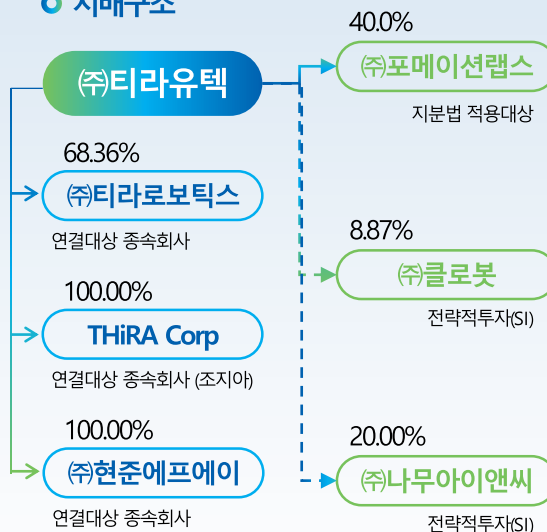 지배구조
㈜티라유텍
68.36%
㈜티라로보틱스
연결대상 종속회사
100.00%
THiRA Corp
연결대상 종속회사 (조지아)
100.00%
㈜현준에프에이
연결대상 종속회사
40.0%
㈜포메이션랩스
지분법 적용대상
8.87%
㈜클로봇
전략적투자(SI)
20.00%
㈜나무아이앤씨
전략적투자(SI)